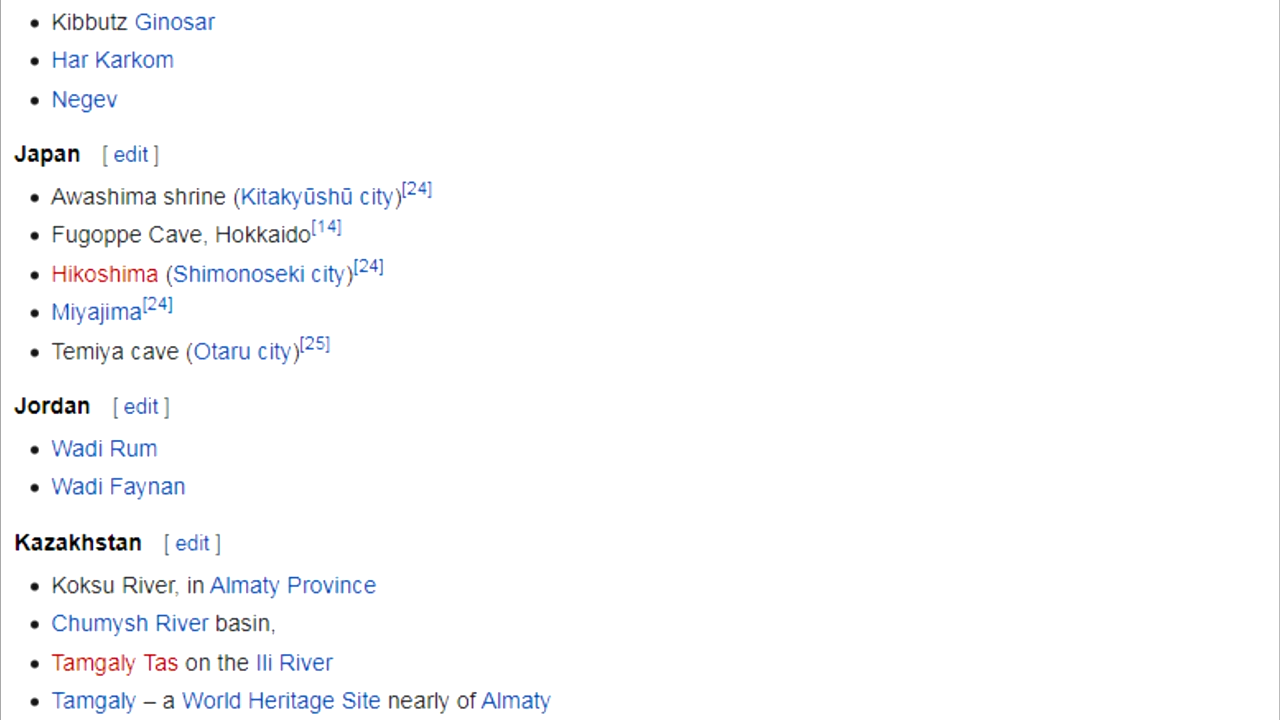 • Kibbutz Ginosar
• Har Karkom
• Negev
Japan [ edit ]
• Awashima shrine (Kitakyūshū city)[24]
• Fugoppe Cave, Hokkaido[14]
• Hikoshima (Shimonoseki city)[24]
• Miyajima[24]
• Temiya cave (Otaru city)[25]
Jordan [ edit ]
• Wadi Rum
• Wadi Faynan
Kazakhstan [ edit ]
• Koksu River, in Almaty Province
• Chumysh River basin,
• Tamgaly Tas on the Ili River
• Tamgaly – a World Heritage Site nearly of Almaty